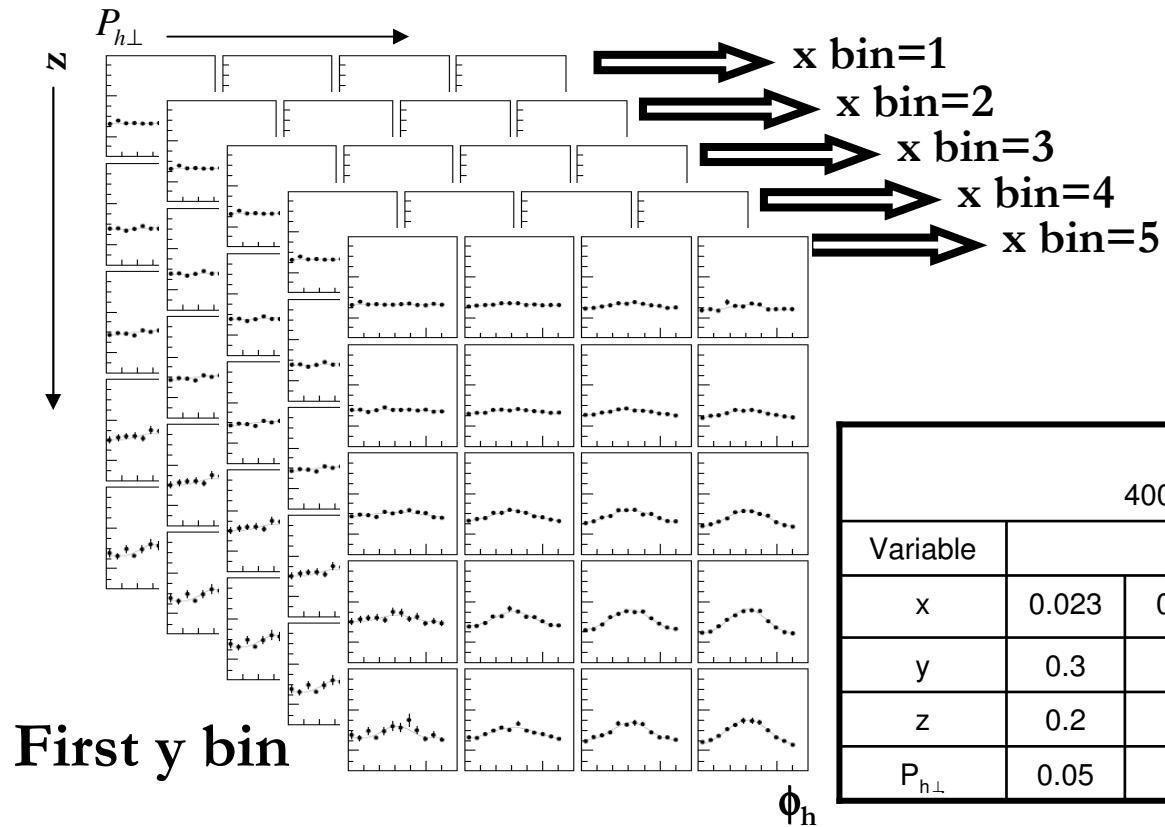 P_{h⊥}
z
x bin=1
x bin=2
x bin=3
x bin=4
x bin=5
400
Variable
x 0.023 0
y 0.3
z 0.2
P_{h⊥} 0.05
First y bin
ϕ_h